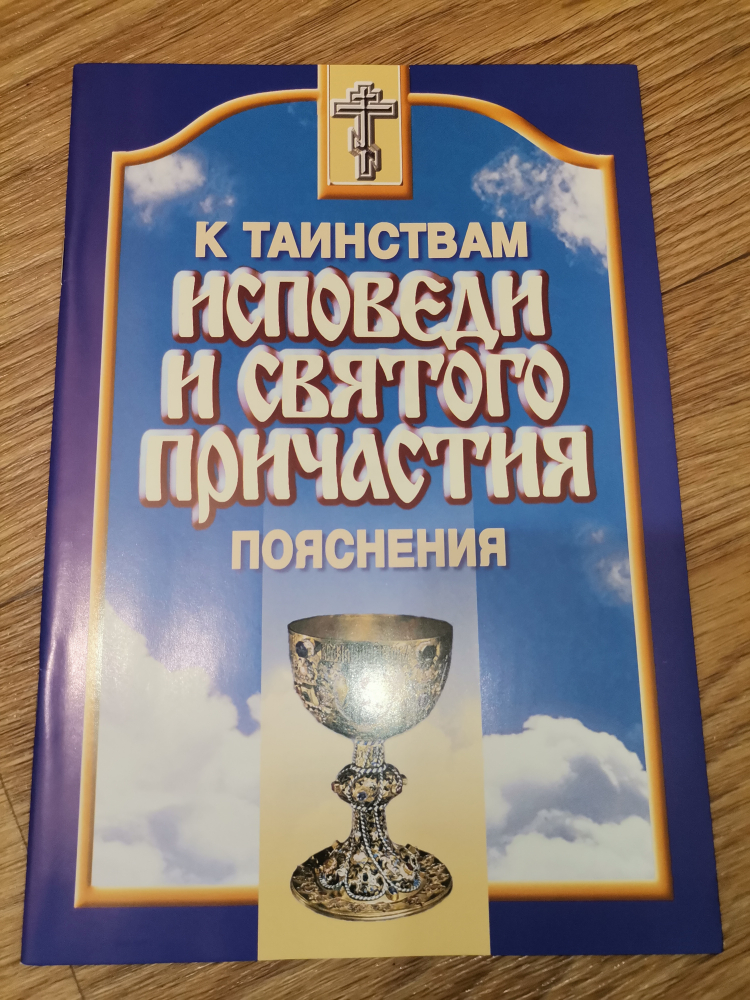 К ТАИНСТВАМ
ИСПОВЕДИ
И СВЯТОГО
ПРИЧАСТИЯ
ПОЯСНЕНИЯ